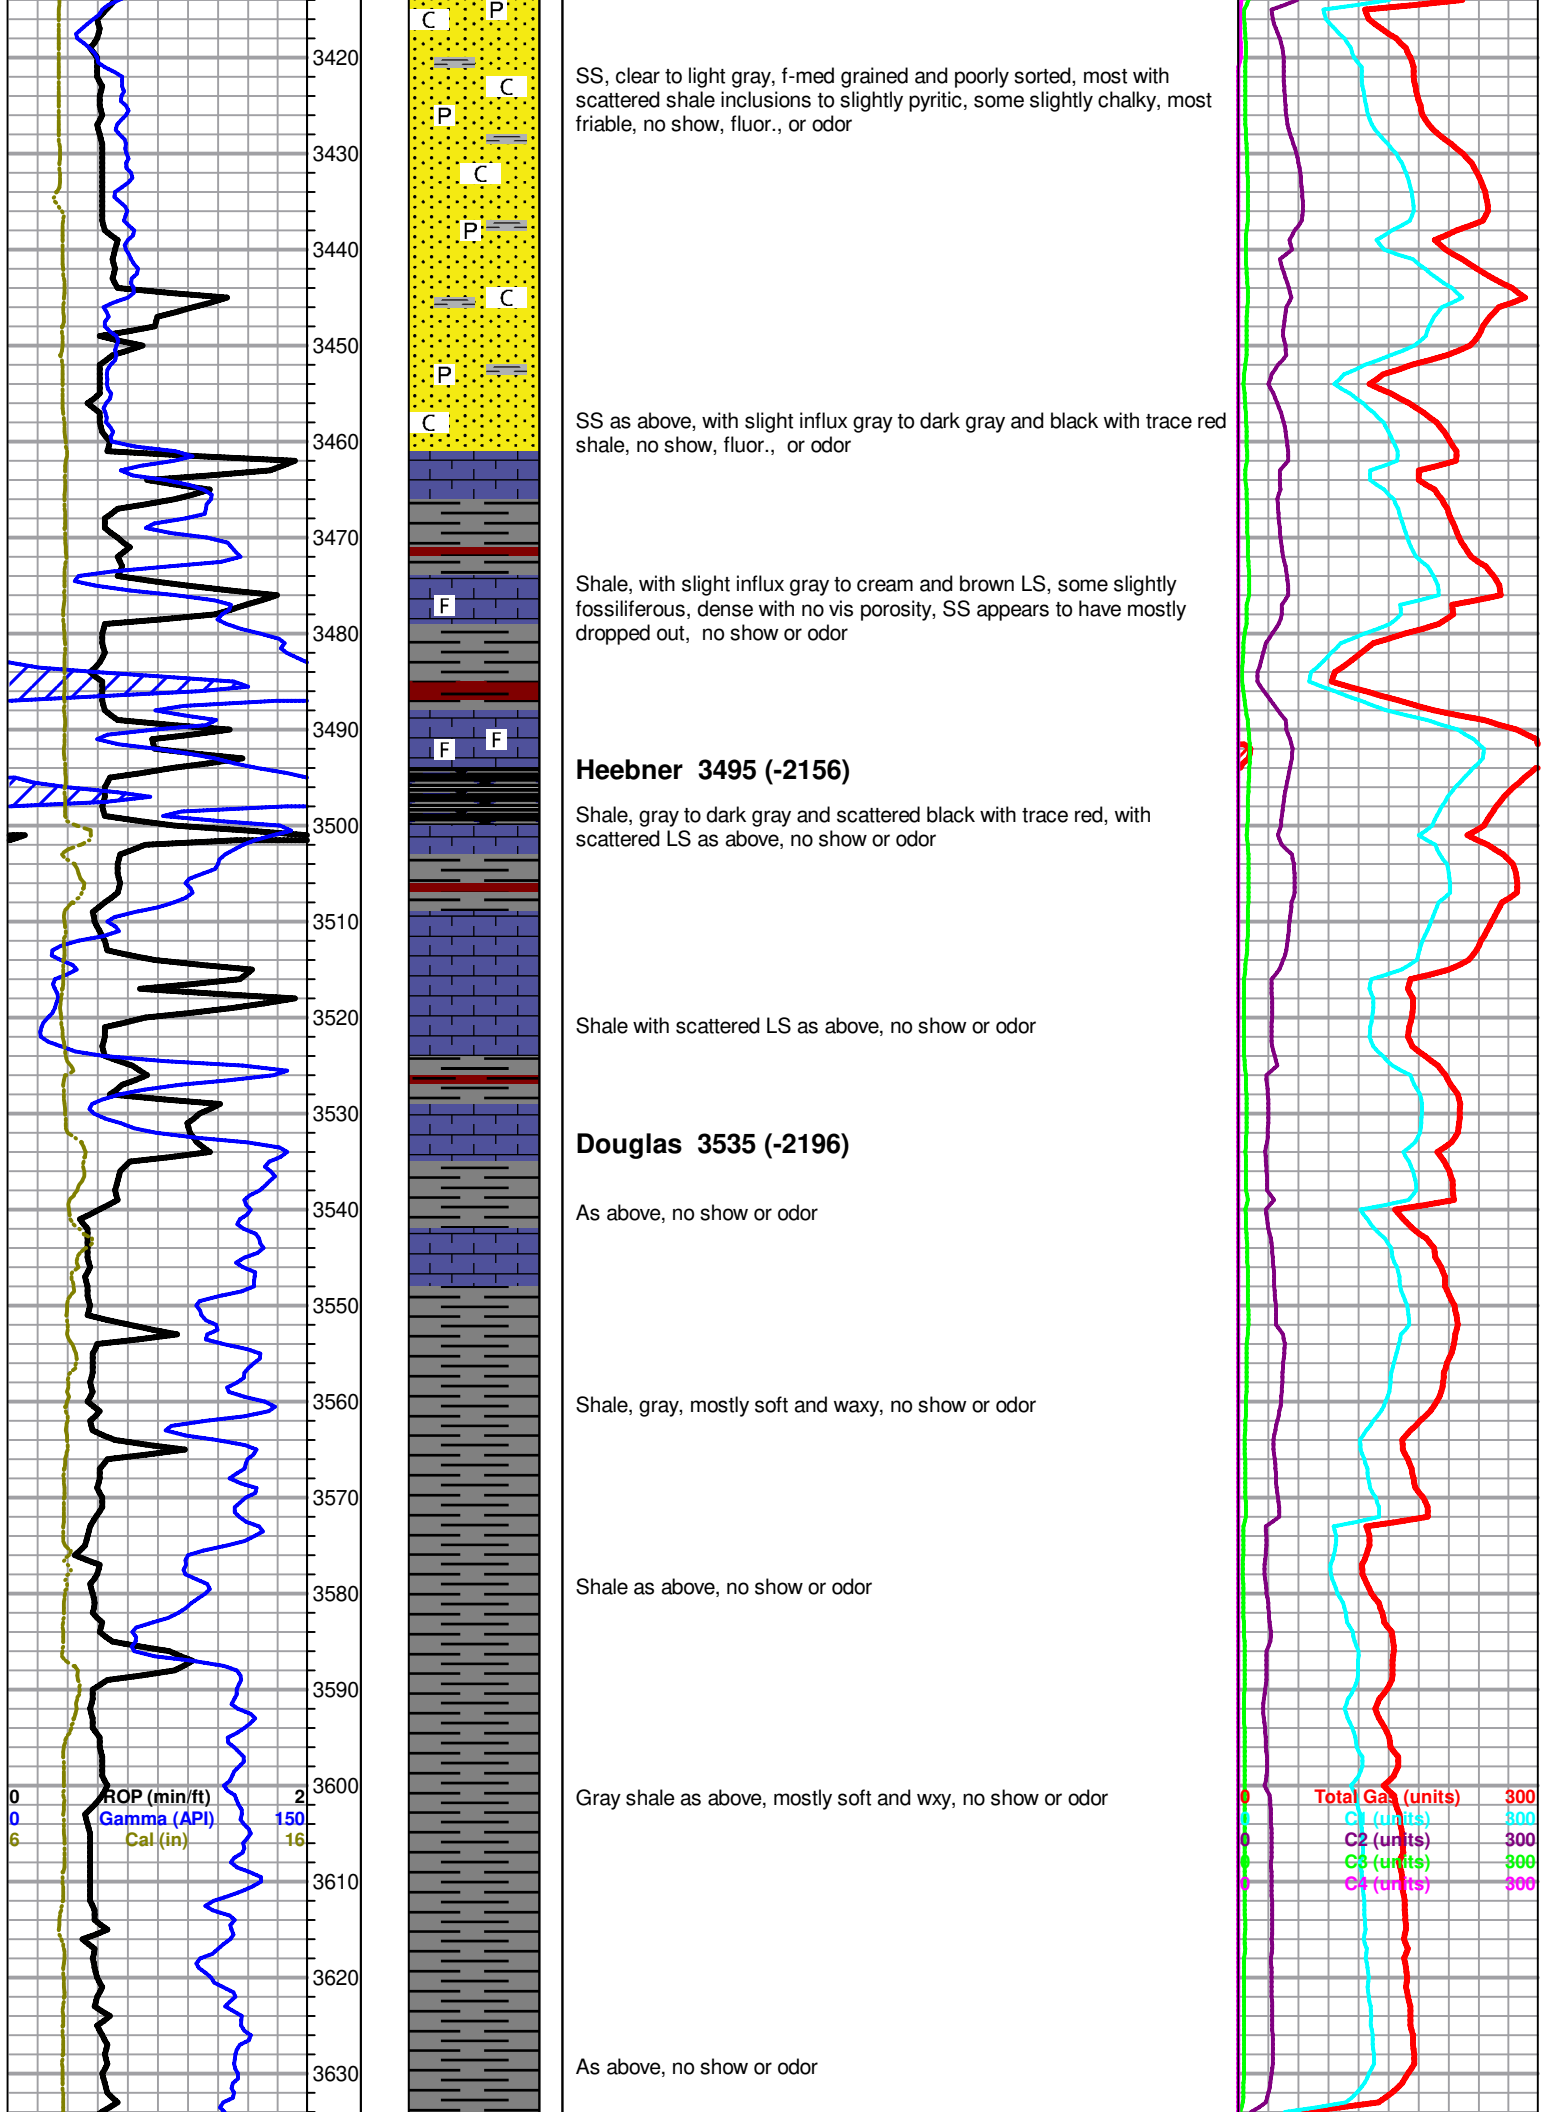 P
C
3420
SS, clear to light gray, f-med grained and poorly sorted, most with
scattered shale inclusions to slightly pyritic, some slightly chalky, most
friable, no show, fluor., or odor
C
P
3430
C
P
3440
C
3450
P
C
SS as above, with slight influx gray to dark gray and black with trace red
shale, no show, fluor.,  or odor
3460
3470
Shale, with slight influx gray to cream and brown LS, some slightly
fossiliferous, dense with no vis porosity, SS appears to have mostly
dropped out,  no show or odor
F
3480
3490
F
F
Heebner  3495 (-2156)
Shale, gray to dark gray and scattered black with trace red, with
scattered LS as above, no show or odor
3500
3510
3520
Shale with scattered LS as above, no show or odor
3530
Douglas  3535 (-2196)
3540
As above, no show or odor
3550
3560
Shale, gray, mostly soft and waxy, no show or odor
3570
3580
Shale as above, no show or odor
3590
3600
Gray shale as above, mostly soft and wxy, no show or odor
0 ROP (min/ft) 2
0 Gamma (API) 150
6 Cal (in) 16
0 Total Gas (units) 300
0 C1 (units) 300
0 C2 (units) 300
0 C3 (units) 300
0 C4 (units) 300
3610
3620
3630
As above, no show or odor